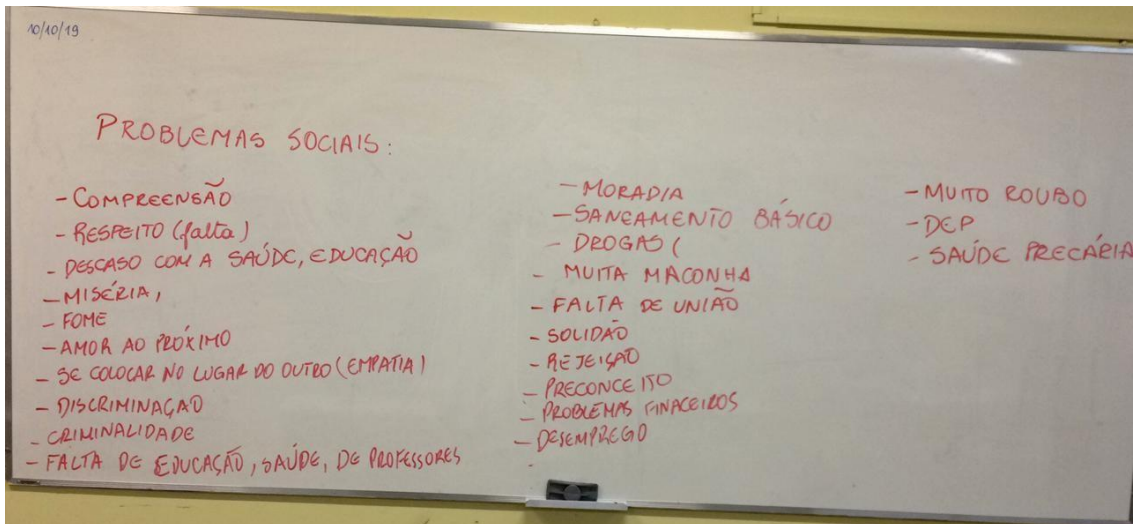 10/10/19
PROBLEMAS SOCIAIS:
- COMPREENSÃO
- RESPEITO (falta)
- DESCASO COM A SAÚDE, EDUCAÇÃO
- MISÉRIA,
- FOME
- AMOR AO PRÓXIMO
- SE COLOCAR NO LUGAR DO OUTRO (EMPATIA)
- DISCRIMINAÇAO
- CRIMINALIDADE
- FALTA DE EDUCAÇÃO, SAÚDE, DE PROFESSORES
- MORADIA
- SANEAMENTO BÁSICO
- DROGAS (
- MUITA MACONHA
- FALTA DE UNIÃO
- SOLIDÃO
- REJEIÇAO
- PRECONCEITO
- PROBLEMAS FINACEIROS
- DESEMPREGO
- MUITO ROUBO
- DEP
- SAÚDE PRECÁRIA